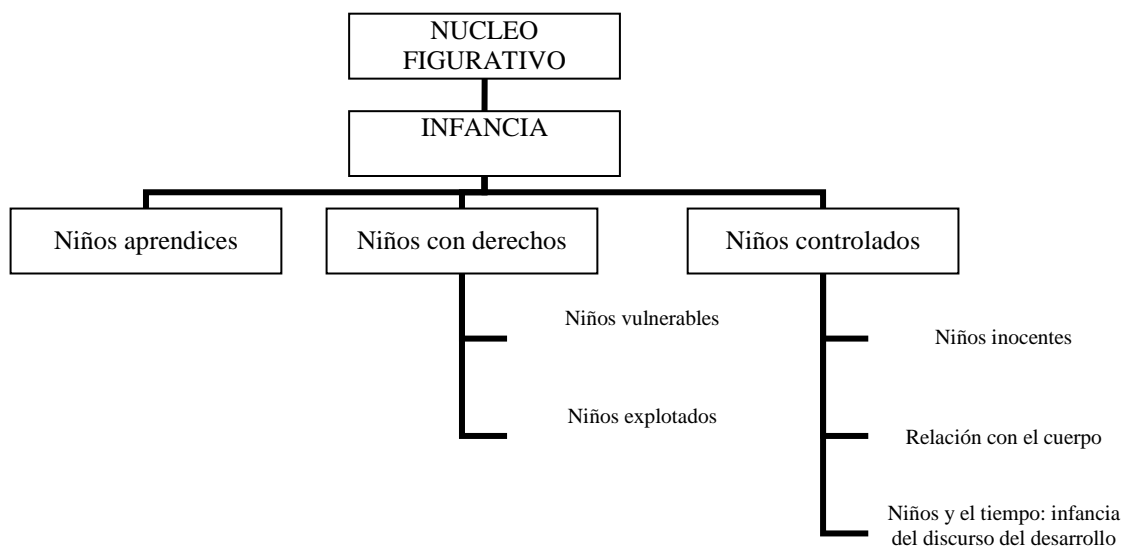 NUCLEO
FIGURATIVO
INFANCIA
Niños aprendices
Niños con derechos
Niños controlados
Niños vulnerables
Niños inocentes
Niños explotados
Relación con el cuerpo
Niños y el tiempo: infancia
del discurso del desarrollo